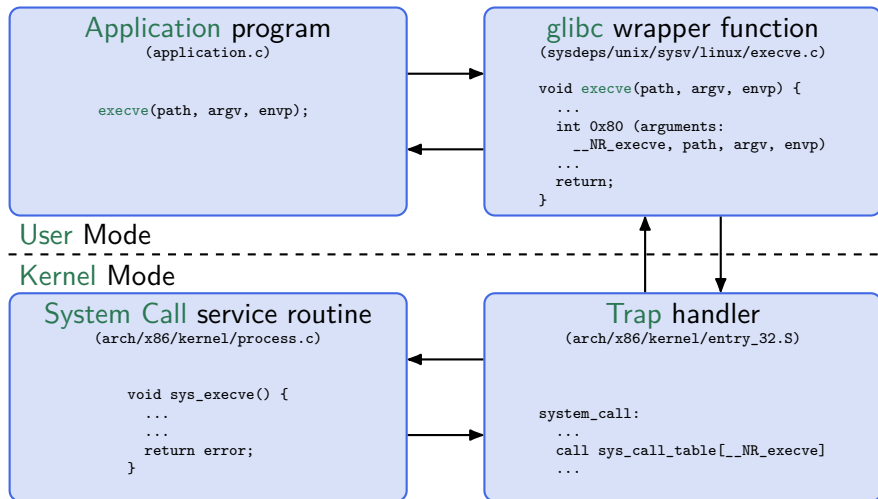 Application program
(application.c)
execve(path, argv, envp);
glibc wrapper function
(sysdeps/unix/sysv/linux/execve.c)
void execve(path, argv, envp) {
...
int 0x80 (arguments:
__NR_execve, path, argv, envp)
...
return;
}
User Mode
Kernel Mode
System Call service routine
(arch/x86/kernel/process.c)
void sys_execve() {
...
...
return error;
}
Trap handler
(arch/x86/kernel/entry_32.S)
system_call:
...
call sys_call_table[__NR_execve]
...